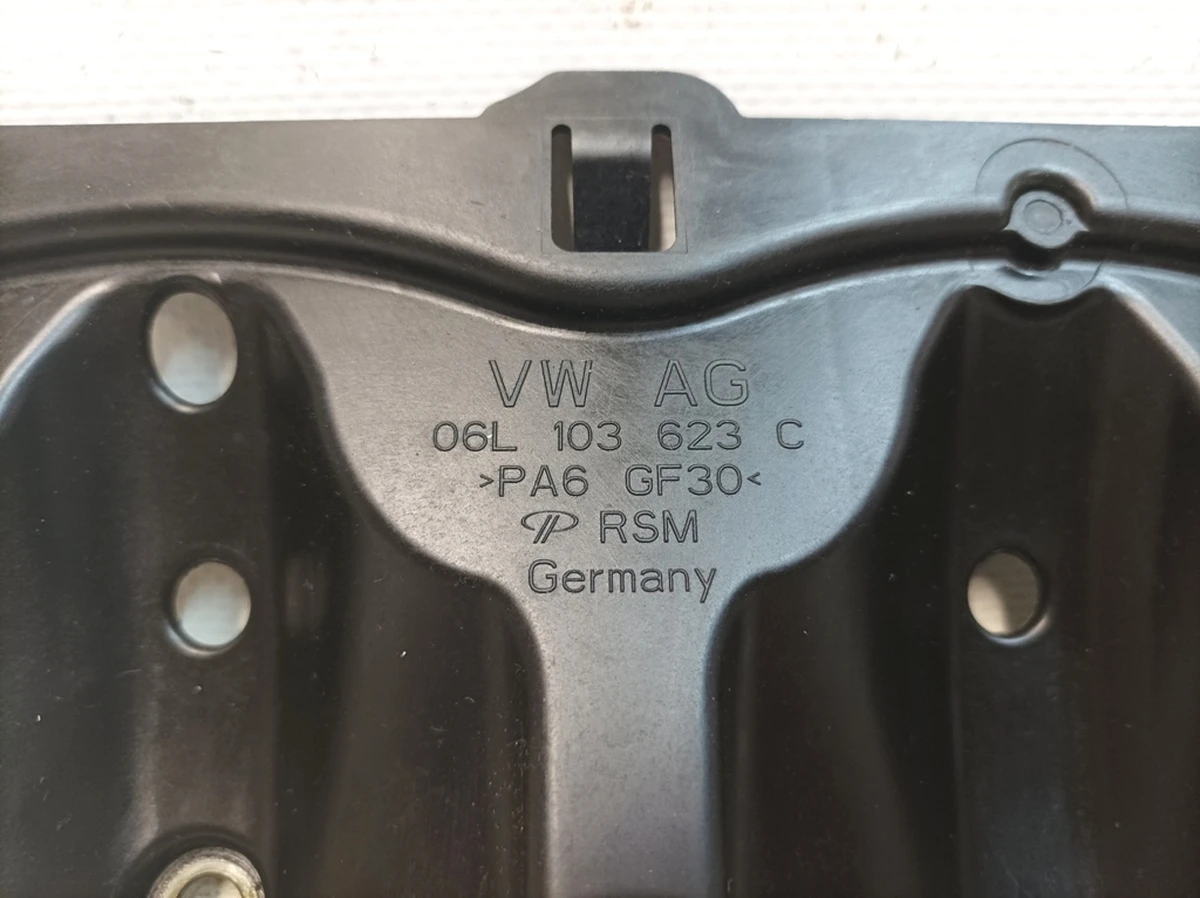 VW AG
06L 103 623 C
>PA6 GF30<
RSM
Germany